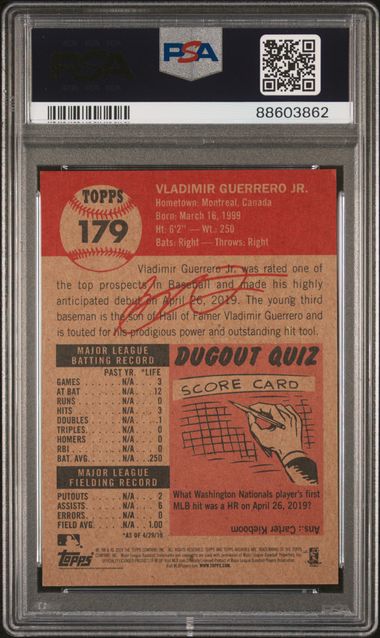 PSA
88603862
TOPPS
179
VLADIMIR GUERRERO JR.
Hometown: Montreal, Canada
Born: March 16, 1999
Ht: 6'2" — Wt.: 250
Bats: Right — Throws: Right
Vladimir Guerrero Jr. was rated one of
the top prospects in Baseball and made his highly
anticipated debut on April 26, 2019. The young third
baseman is the son of Hall of Famer Vladimir Guerrero and
is touted for his prodigious power and outstanding hit tool.
MAJOR LEAGUE
BATTING RECORD
PAST YR. *LIFE
GAMES N/A 3
AT BAT N/A 12
RUNS N/A 0
HITS N/A 3
DOUBLES N/A 1
TRIPLES N/A 0
HOMERS N/A 0
RBI N/A 0
BAT. AVG. N/A .250
MAJOR LEAGUE
FIELDING RECORD
PUTOUTS N/A 2
ASSISTS N/A 6
ERRORS N/A 0
FIELD AVG. N/A 1.00
*AS OF 4/29/19
DUGOUT QUIZ
SCORE CARD
What Washington Nationals player's first
MLB hit was a HR on April 26, 2019?
Ans.: Carter Kieboom
Topps